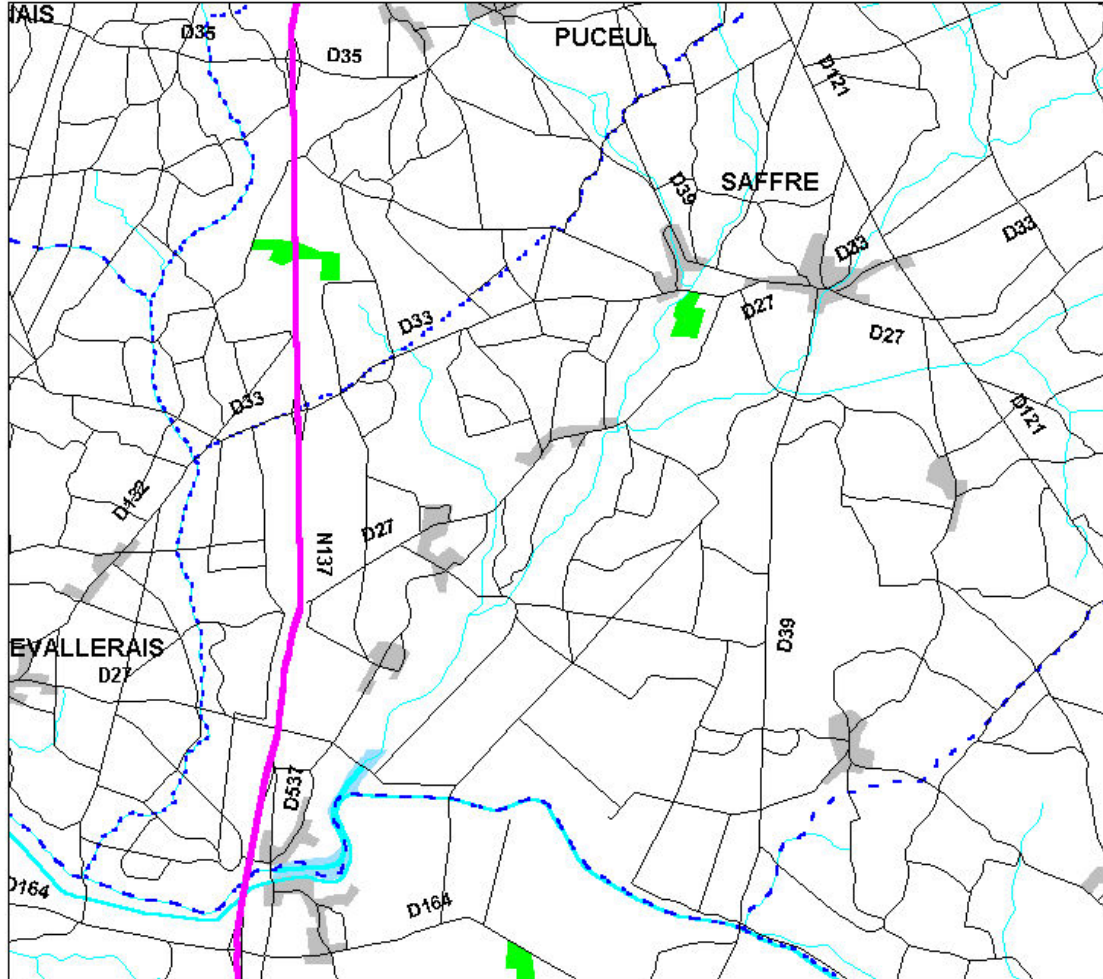 NAIS
D35
D35
PUCEUL
D121
D39
SAFFRE
D33
D33
D27
D27
D33
D33
D121
D132
D27
N137
D39
EVALLERAIS
D27
D537
D164
D164